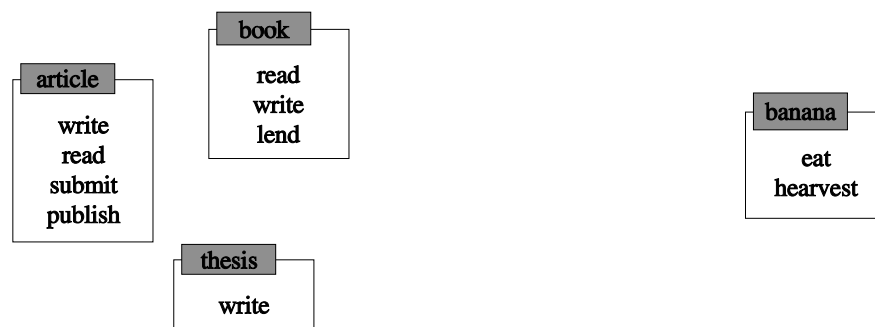 article
write
read
submit
publish
book
read
write
lend
thesis
write
banana
eat
hearvest